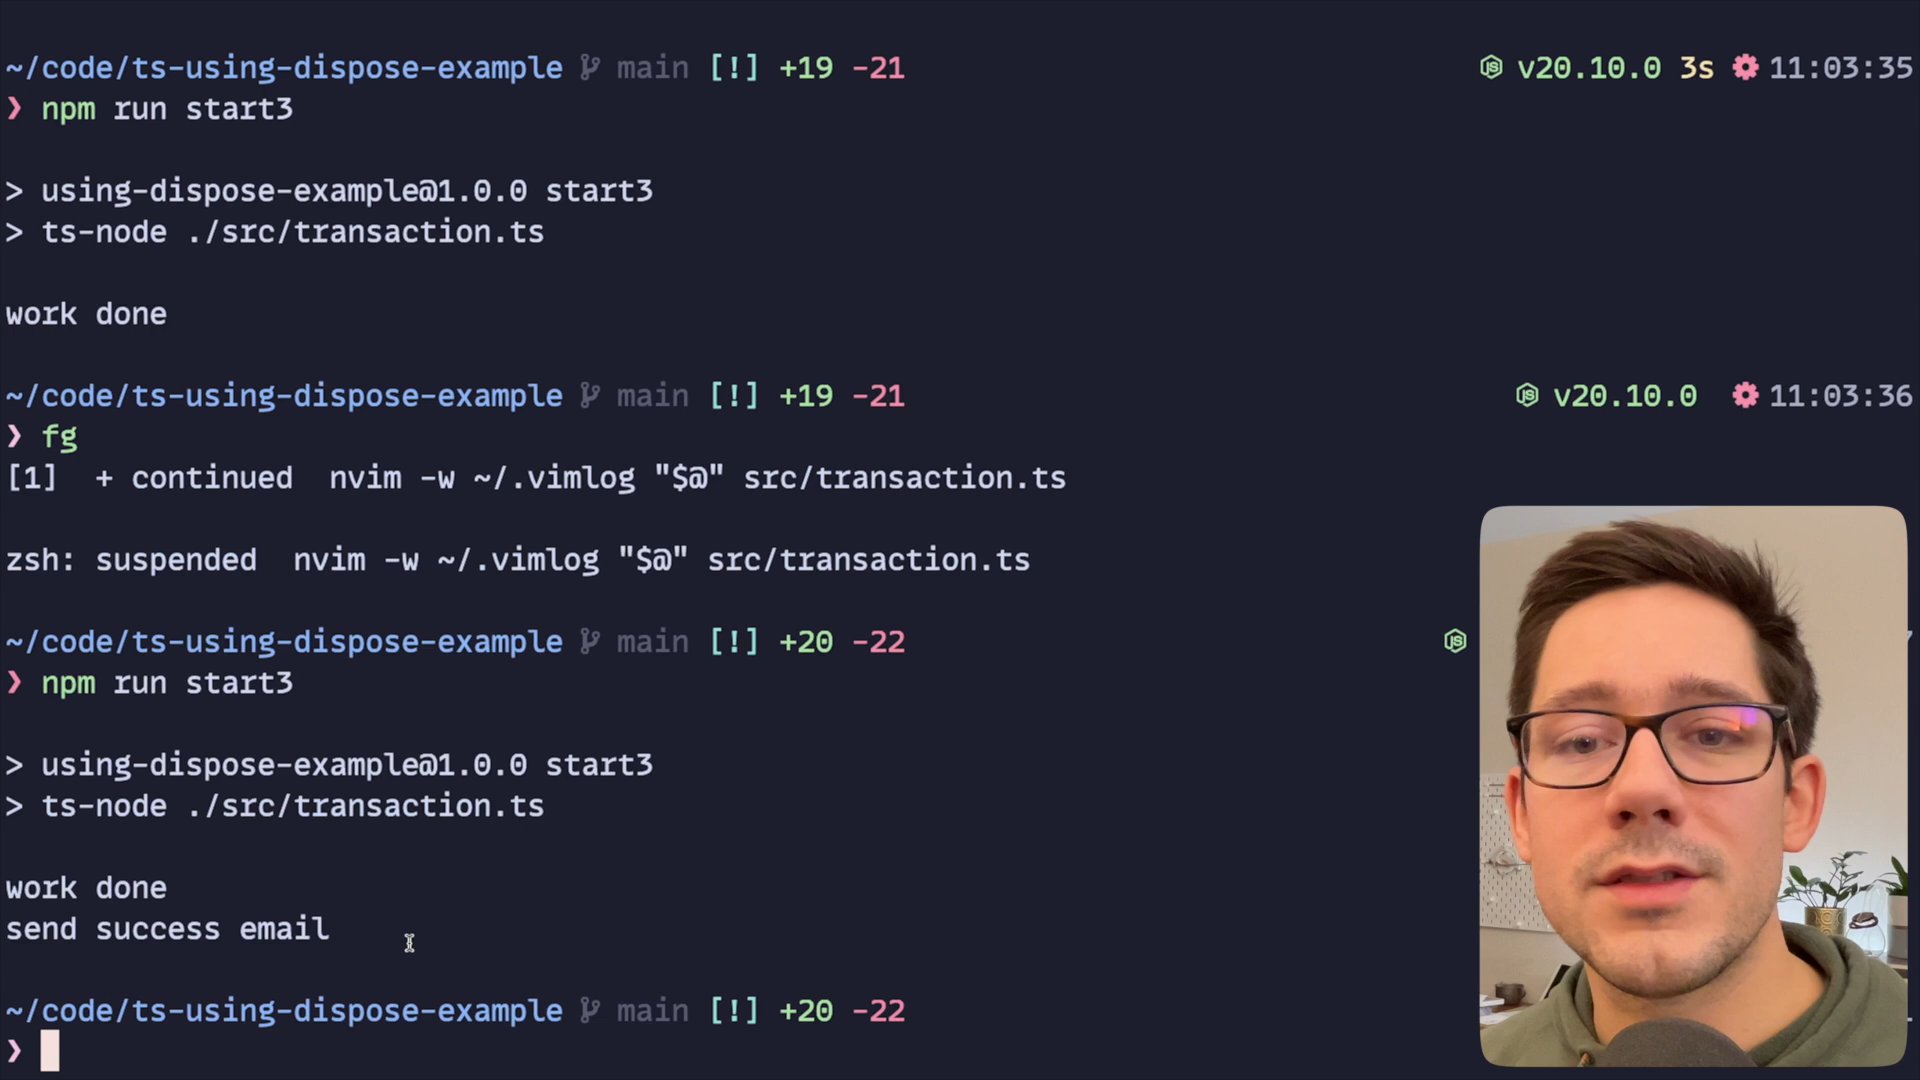 ~/code/ts-using-dispose-example main [!] +19 -21 v20.10.0 3s 11:03:35
❯ npm run start3
> using-dispose-example@1.0.0 start3
> ts-node ./src/transaction.ts
work done
~/code/ts-using-dispose-example main [!] +19 -21 v20.10.0 11:03:36
❯ fg
[1]  + continued  nvim -w ~/.vimlog "$@" src/transaction.ts
zsh: suspended  nvim -w ~/.vimlog "$@" src/transaction.ts
~/code/ts-using-dispose-example main [!] +20 -22
❯ npm run start3
> using-dispose-example@1.0.0 start3
> ts-node ./src/transaction.ts
work done
send success email
~/code/ts-using-dispose-example main [!] +20 -22
❯